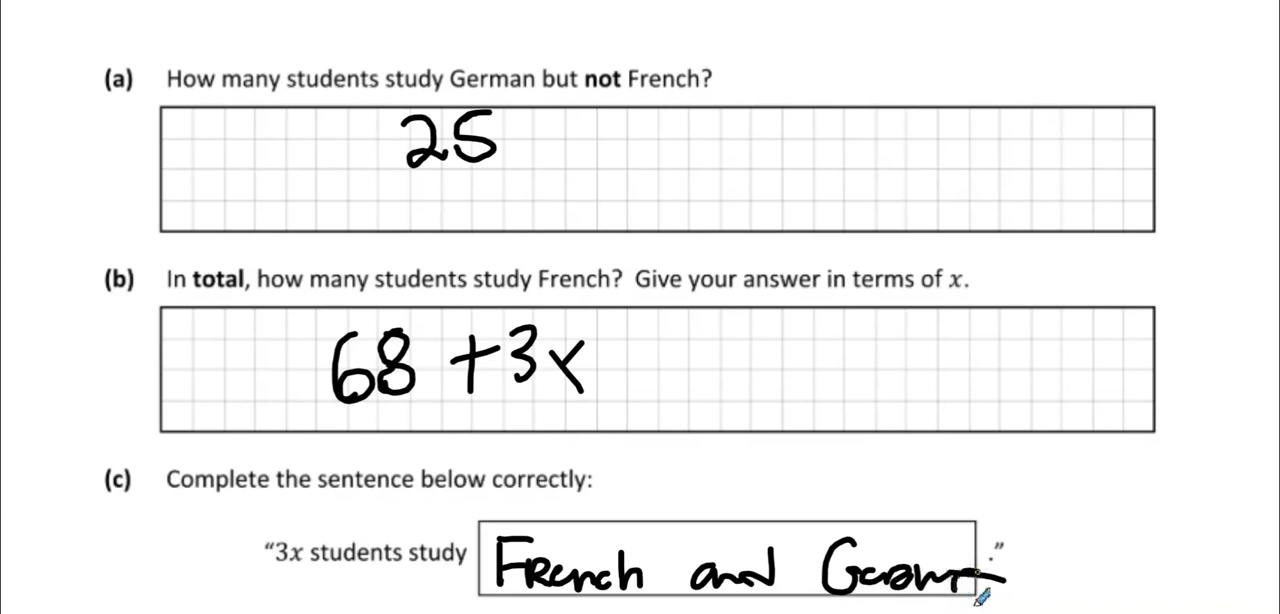 (a) How many students study German but not French?
25
(b) In total, how many students study French? Give your answer in terms of x.
68 +3x
(c) Complete the sentence below correctly:
“3x students study French and German .”